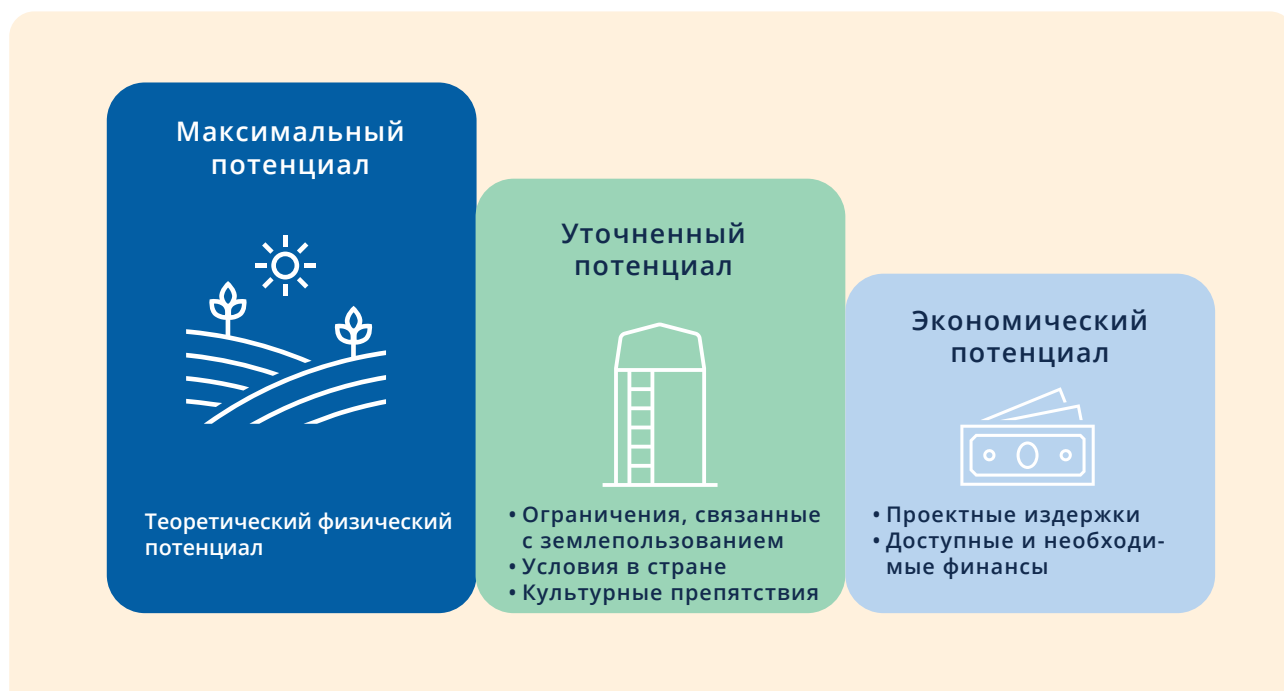 Максимальный
потенциал
Теоретический физический
потенциал
Уточненный
потенциал
• Ограничения, связанные
с землепользованием
• Условия в стране
• Культурные препятствия
Экономический
потенциал
• Проектные издержки
• Доступные и необходи-
мые финансы